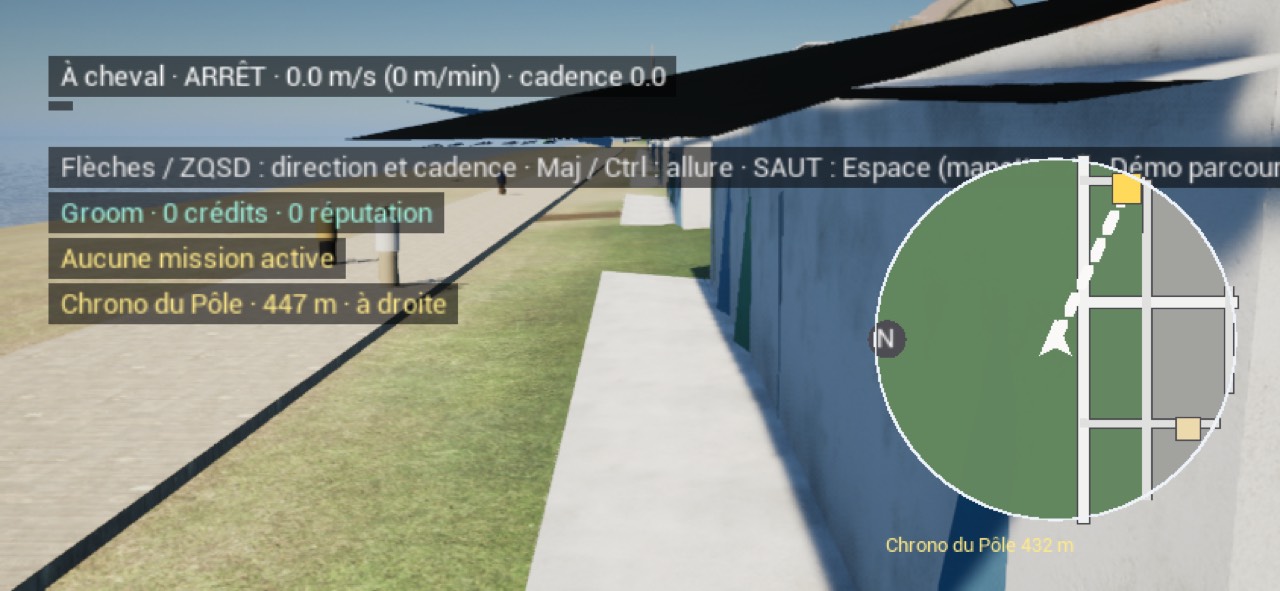 À cheval · ARRÊT · 0.0 m/s (0 m/min) · cadence 0.0
Flèches / ZQSD : direction et cadence · Maj / Ctrl : allure · SAUT : Espace Démo
Groom · 0 crédits · 0 réputation
Aucune mission active
Chrono du Pôle · 447 m · à droite
N
Chrono du Pôle 432 m